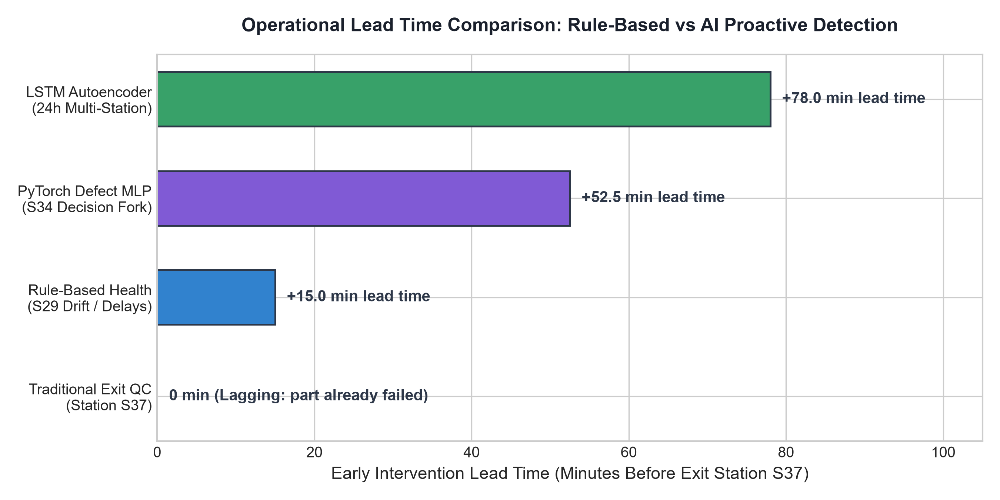 Operational Lead Time Comparison: Rule-Based vs AI Proactive Detection
LSTM Autoencoder
(24h Multi-Station)
+78.0 min lead time
PyTorch Defect MLP
(S34 Decision Fork)
+52.5 min lead time
Rule-Based Health
(S29 Drift / Delays)
+15.0 min lead time
Traditional Exit QC
(Station S37)
0 min (Lagging: part already failed)
0 20 40 60 80 100
Early Intervention Lead Time (Minutes Before Exit Station S37)